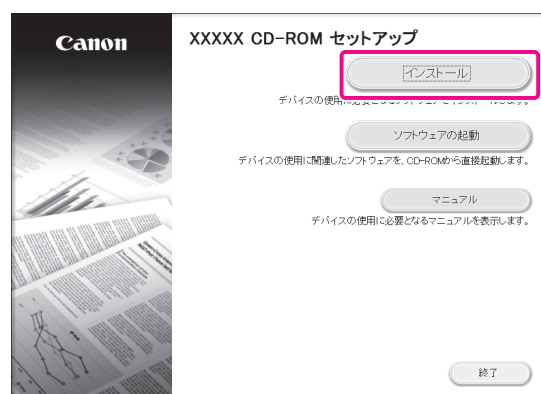 Canon
XXXXX CD-ROM セットアップ
インストール
デバイスの使用
ソフトウェアの起動
デバイスの使用に関連したソフトウェアを、CD-ROMから直接起動します。
マニュアル
デバイスの使用に必要となるマニュアルを表示します。
終了